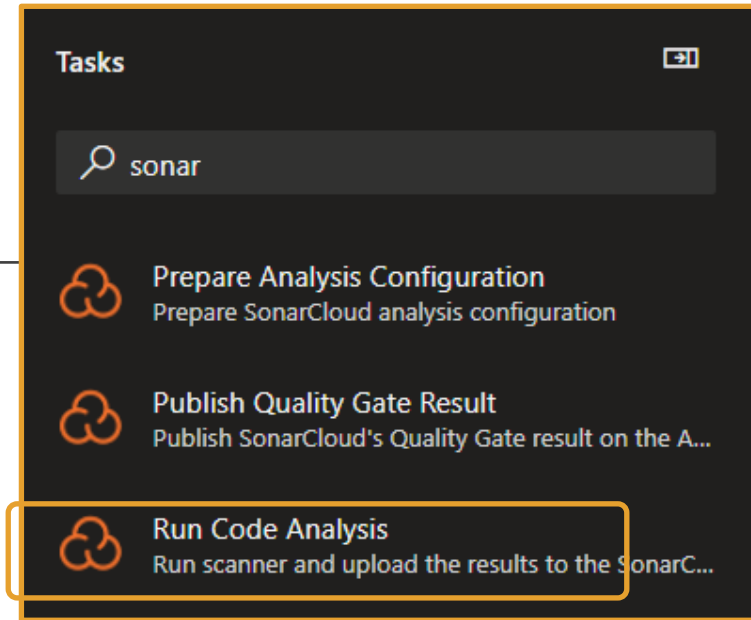 Tasks
sonar
Prepare Analysis Configuration
Prepare SonarCloud analysis configuration
Publish Quality Gate Result
Publish SonarCloud's Quality Gate result on the A...
Run Code Analysis
Run scanner and upload the results to the SonarC...